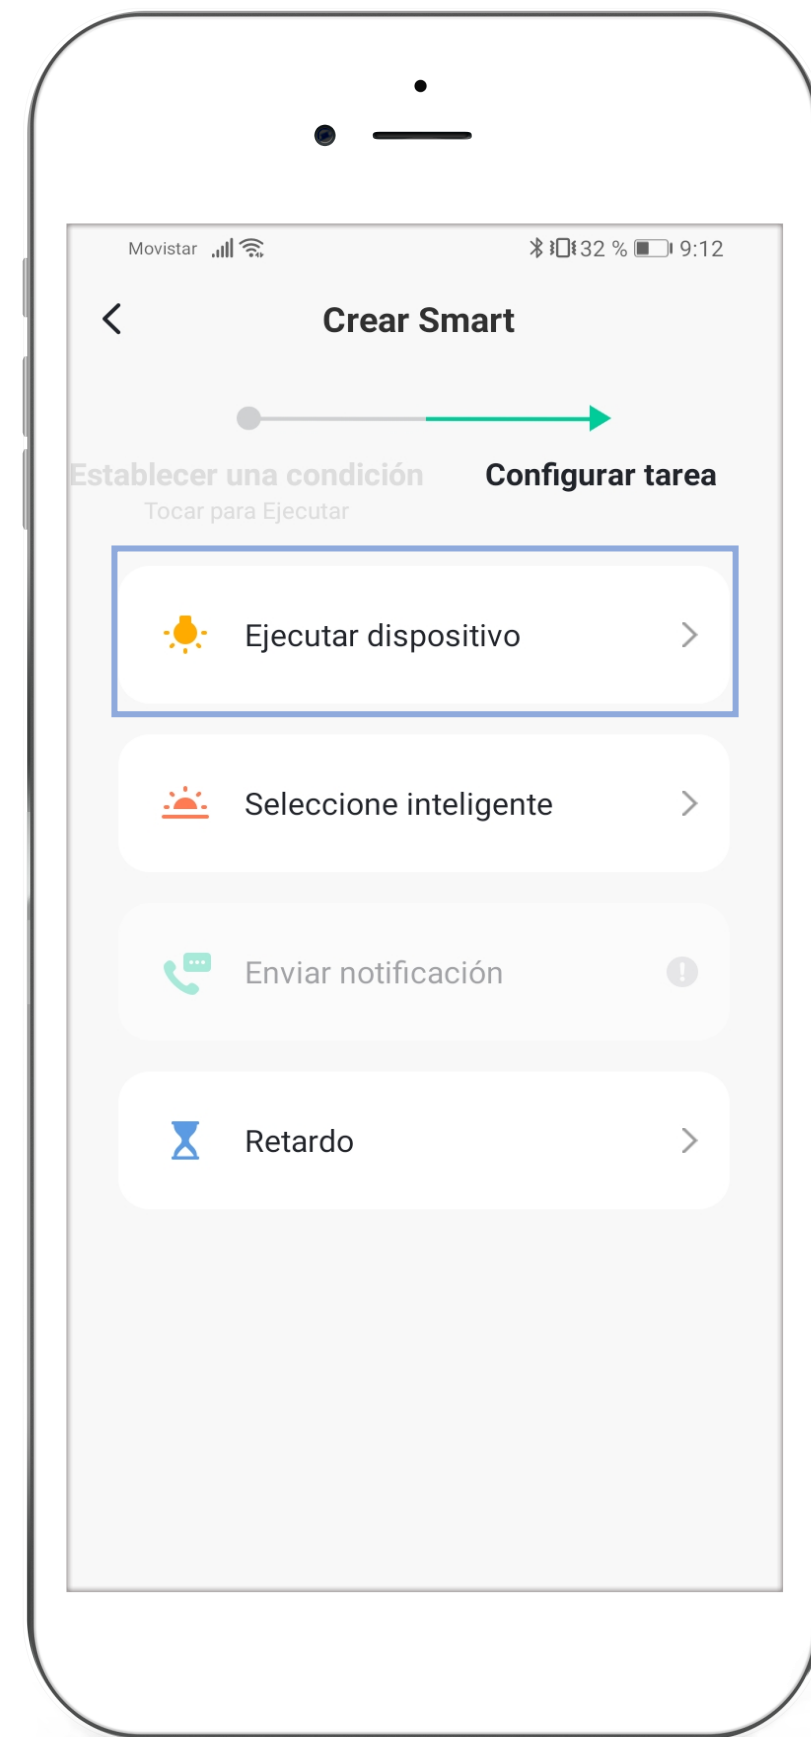 Movistar 32 % 9:12
Crear Smart
Establecer una condición Configurar tarea
Tocar para Ejecutar
Ejecutar dispositivo
Seleccione inteligente
Enviar notificación
Retardo